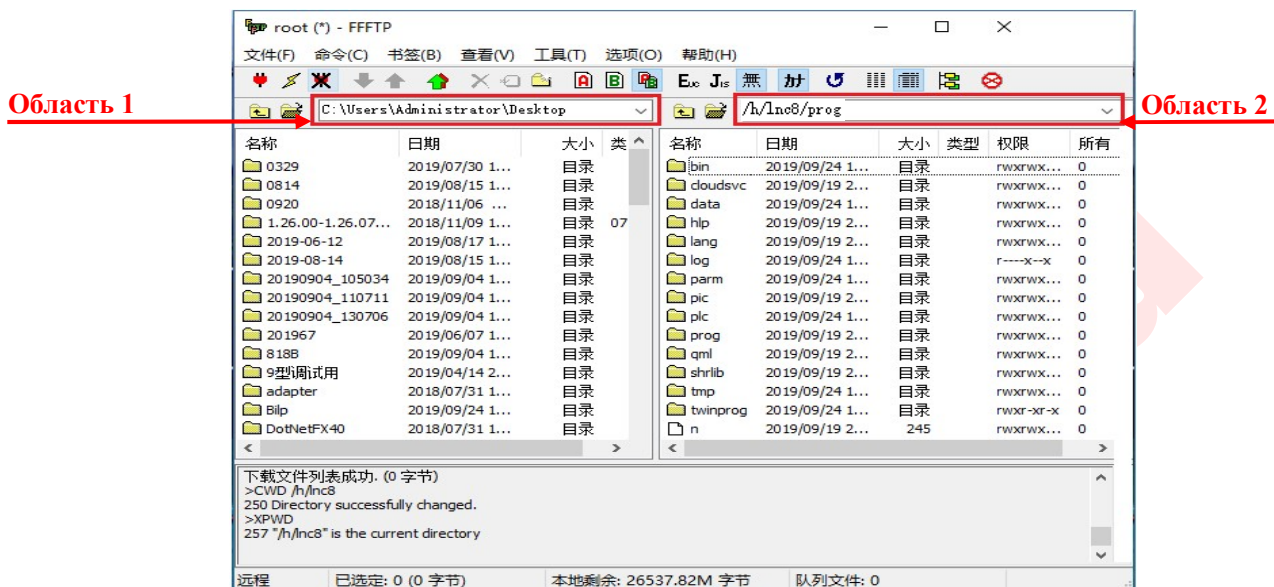 root (*) - FFFTP
文件(F) 命令(C) 书签(B) 查看(V) 工具(T) 选项(O) 帮助(H)
A B Euc Jis 無 カナ
Область 1 C:\Users\Administrator\Desktop /h/lnc8/prog Область 2
名称 日期 大小 类 名称 日期 大小 类型 权限 所有
0329 2019/07/30 1... 目录 bin 2019/09/24 1... 目录 rwxrwx... 0
0814 2019/08/15 1... 目录 cloudsvc 2019/09/19 2... 目录 rwxrwx... 0
0920 2018/11/06 ... 目录 data 2019/09/24 1... 目录 rwxrwx... 0
1.26.00-1.26.07... 2018/11/09 1... 目录 07 hlp 2019/09/19 2... 目录 rwxrwx... 0
2019-06-12 2019/08/17 1... 目录 lang 2019/09/19 2... 目录 rwxrwx... 0
2019-08-14 2019/08/15 1... 目录 log 2019/09/24 1... 目录 r----x--x 0
20190904_105034 2019/09/04 1... 目录 parm 2019/09/24 1... 目录 rwxrwx... 0
20190904_110711 2019/09/04 1... 目录 pic 2019/09/19 2... 目录 rwxrwx... 0
20190904_130706 2019/09/04 1... 目录 plc 2019/09/24 1... 目录 rwxrwx... 0
201967 2019/06/07 1... 目录 prog 2019/09/19 2... 目录 rwxrwx... 0
818B 2019/09/04 1... 目录 qml 2019/09/19 2... 目录 rwxrwx... 0
9型调试用 2019/04/14 2... 目录 shrlib 2019/09/19 2... 目录 rwxrwx... 0
adapter 2018/07/31 1... 目录 tmp 2019/09/24 1... 目录 rwxrwx... 0
Bilp 2019/09/24 1... 目录 twinprog 2019/09/24 1... 目录 rwxr-xr-x 0
DotNetFX40 2018/07/31 1... 目录 n 2019/09/19 2... 245 rwxrwx... 0
下载文件列表成功. (0 字节)
>CWD /h/lnc8
250 Directory successfully changed.
>XPWD
257 "/h/lnc8" is the current directory
远程 已选定: 0 (0 字节) 本地剩余: 26537.82M 字节 队列文件: 0